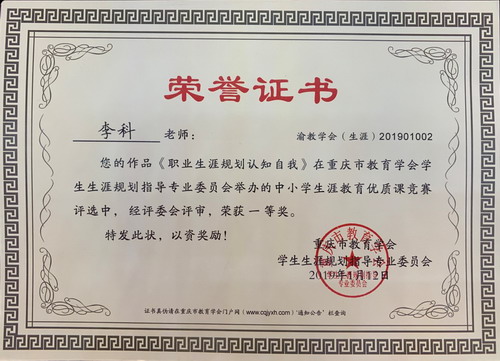 荣誉证书
李科 老师：
渝教学会（生涯）201901002
您的作品《职业生涯规划认知自我》在重庆市教育学会学
生生涯规划指导专业委员会举办的中小学生涯教育优质课竞赛
评选中，经评委会评审，荣获一等奖。
特发此状，以资奖励！
重庆市教育学会
学生生涯规划指导专业委员会
2019年1月12日
证书真伪请在重庆市教育学会门户网（www.cqjyxh.com）'通知公告'栏查询